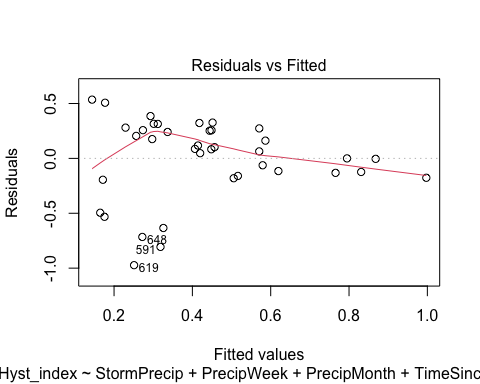 Residuals vs Fitted
Residuals
0.5
0.0
-0.5
-1.0
648
591
619
0.2 0.4 0.6 0.8 1.0
Fitted values
Hyst_index ~ StormPrecip + PrecipWeek + PrecipMonth + TimeSinc